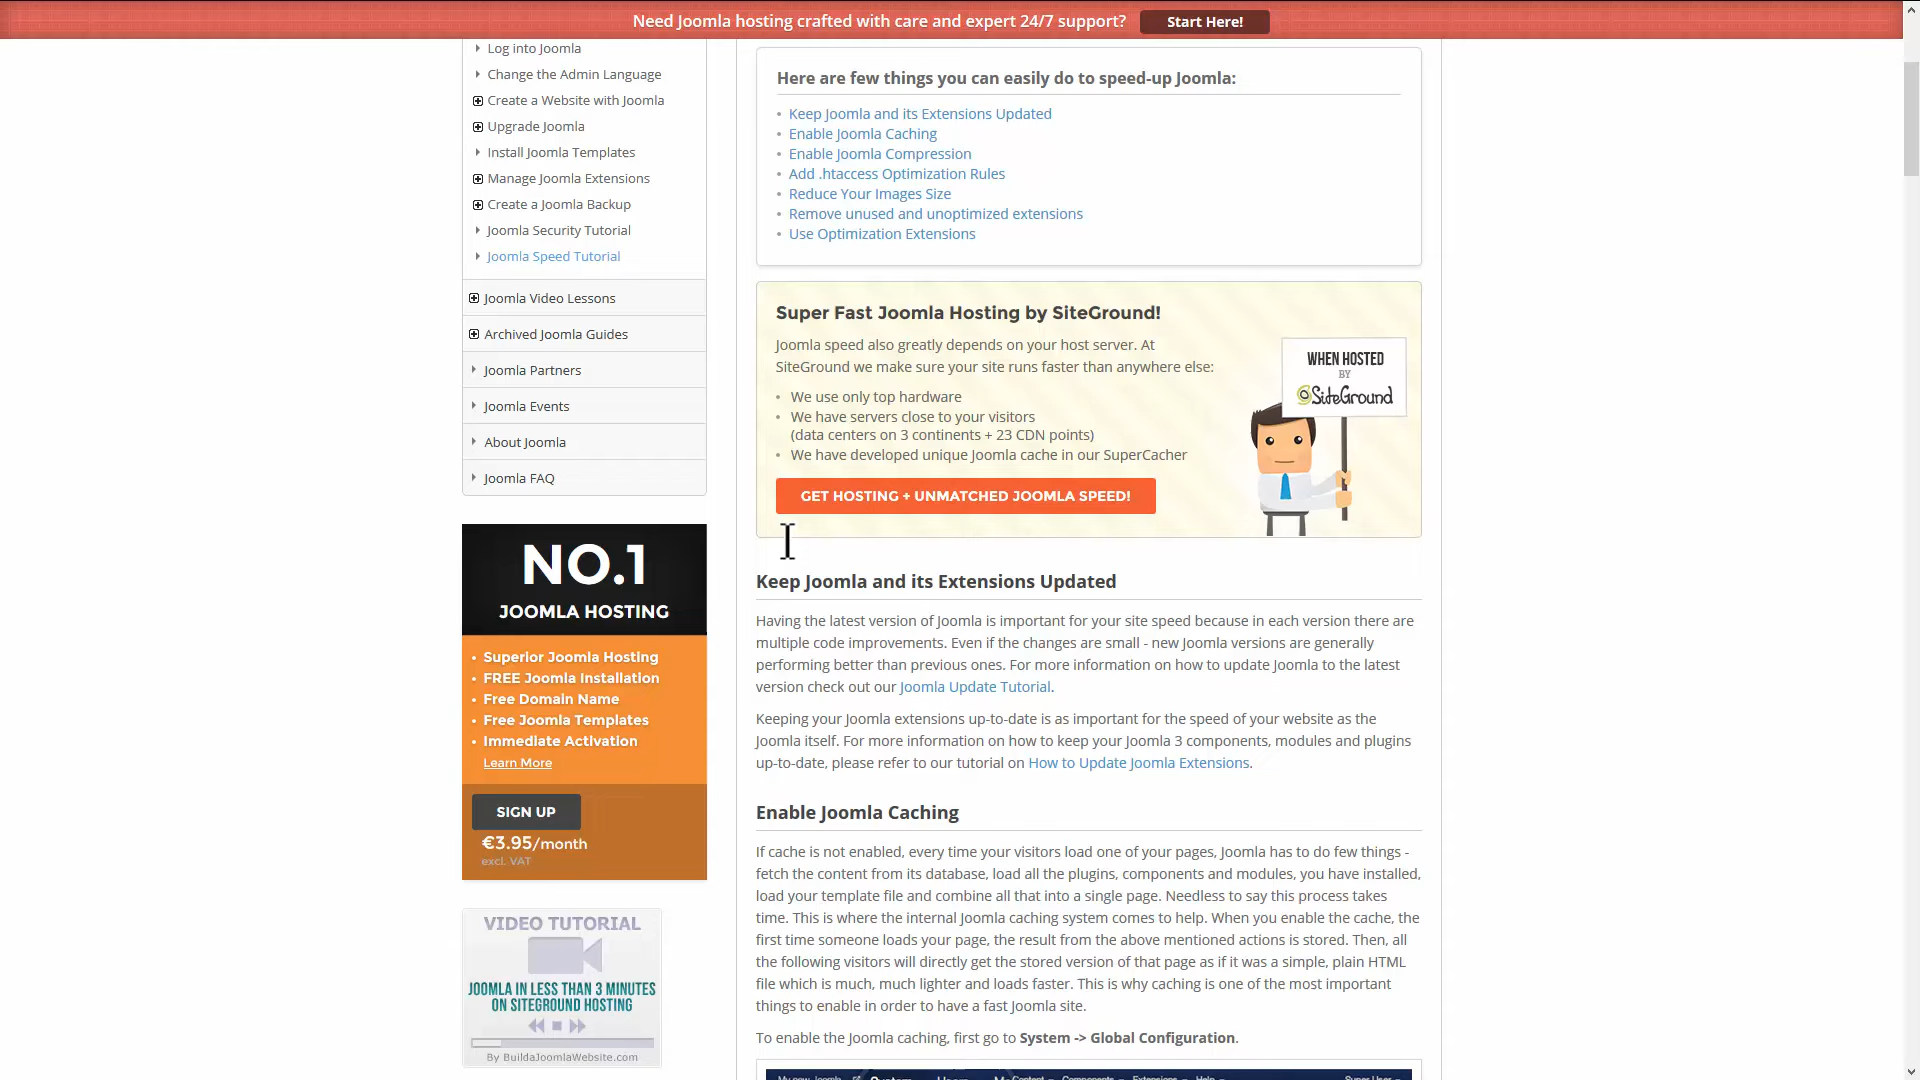 Need Joomla hosting crafted with care and expert 24/7 support?
Start Here!
Log into Joomla
Change the Admin Language
Create a Website with Joomla
Upgrade Joomla
Install Joomla Templates
Manage Joomla Extensions
Create a Joomla Backup
Joomla Security Tutorial
Joomla Speed Tutorial
Joomla Video Lessons
Archived Joomla Guides
Joomla Partners
Joomla Events
About Joomla
Joomla FAQ
NO.1
JOOMLA HOSTING
• Superior Joomla Hosting
• FREE Joomla Installation
• Free Domain Name
• Free Joomla Templates
• Immediate Activation
Learn More
SIGN UP
€3.95/month
excl. VAT
VIDEO TUTORIAL
JOOMLA IN LESS THAN 3 MINUTES
ON SITEGROUND HOSTING
By BuildaJoomlaWebsite.com
Here are few things you can easily do to speed-up Joomla:
• Keep Joomla and its Extensions Updated
• Enable Joomla Caching
• Enable Joomla Compression
• Add .htaccess Optimization Rules
• Reduce Your Images Size
• Remove unused and unoptimized extensions
• Use Optimization Extensions
Super Fast Joomla Hosting by SiteGround!
Joomla speed also greatly depends on your host server. At
SiteGround we make sure your site runs faster than anywhere else:
• We use only top hardware
• We have servers close to your visitors
(data centers on 3 continents + 23 CDN points)
• We have developed unique Joomla cache in our SuperCacher
GET HOSTING + UNMATCHED JOOMLA SPEED!
WHEN HOSTED
BY
SiteGround
Keep Joomla and its Extensions Updated
Having the latest version of Joomla is important for your site speed because in each version there are
multiple code improvements. Even if the changes are small - new Joomla versions are generally
performing better than previous ones. For more information on how to update Joomla to the latest
version check out our Joomla Update Tutorial.
Keeping your Joomla extensions up-to-date is as important for the speed of your website as the
Joomla itself. For more information on how to keep your Joomla 3 components, modules and plugins
up-to-date, please refer to our tutorial on How to Update Joomla Extensions.
Enable Joomla Caching
If cache is not enabled, every time your visitors load one of your pages, Joomla has to do few things -
fetch the content from its database, load all the plugins, components and modules, you have installed,
load your template file and combine all that into a single page. Needless to say this process takes
time. This is where the internal Joomla caching system comes to help. When you enable the cache, the
first time someone loads your page, the result from the above mentioned actions is stored. Then, all
the following visitors will directly get the stored version of that page as if it was a simple, plain HTML
file which is much, much lighter and loads faster. This is why caching is one of the most important
things to enable in order to have a fast Joomla site.
To enable the Joomla caching, first go to System -> Global Configuration.